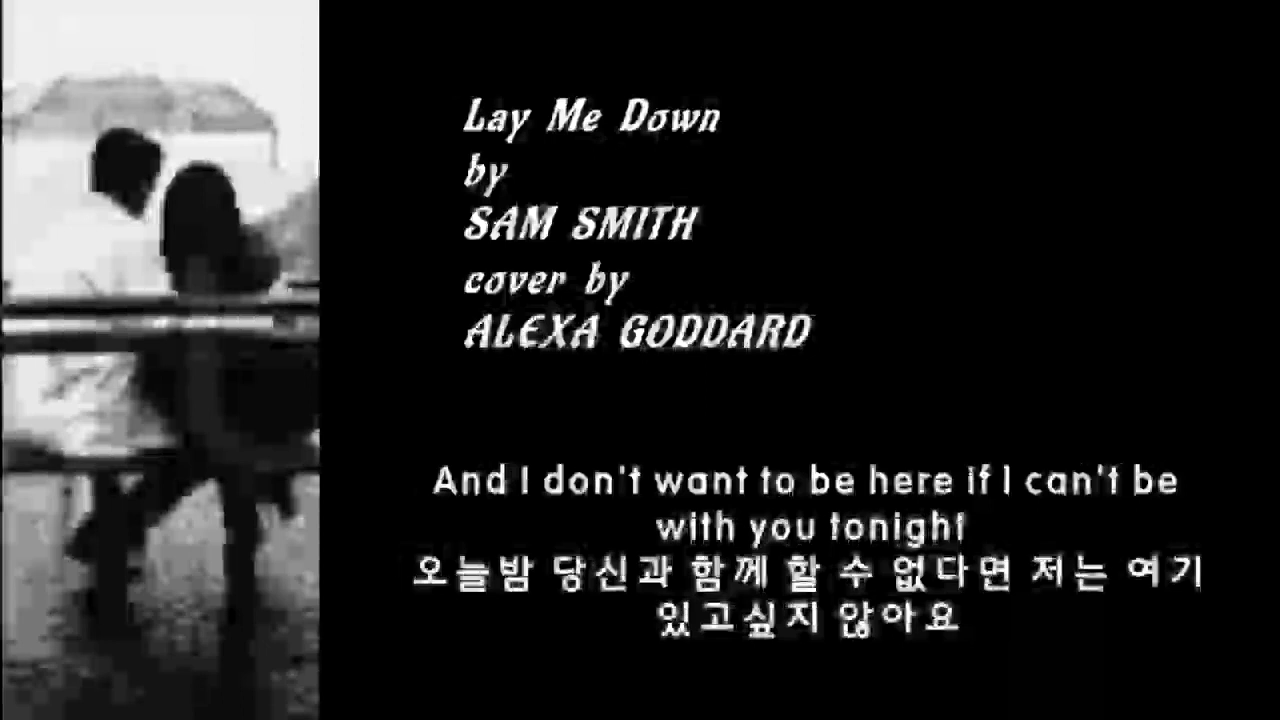 Lay Me Down
by
SAM SMITH
cover by
ALEXA GODDARD
And I don't want to be here if I can't be
with you tonight
오늘밤 당신과 함께 할 수 없다면 저는 여기
있고싶지 않아요